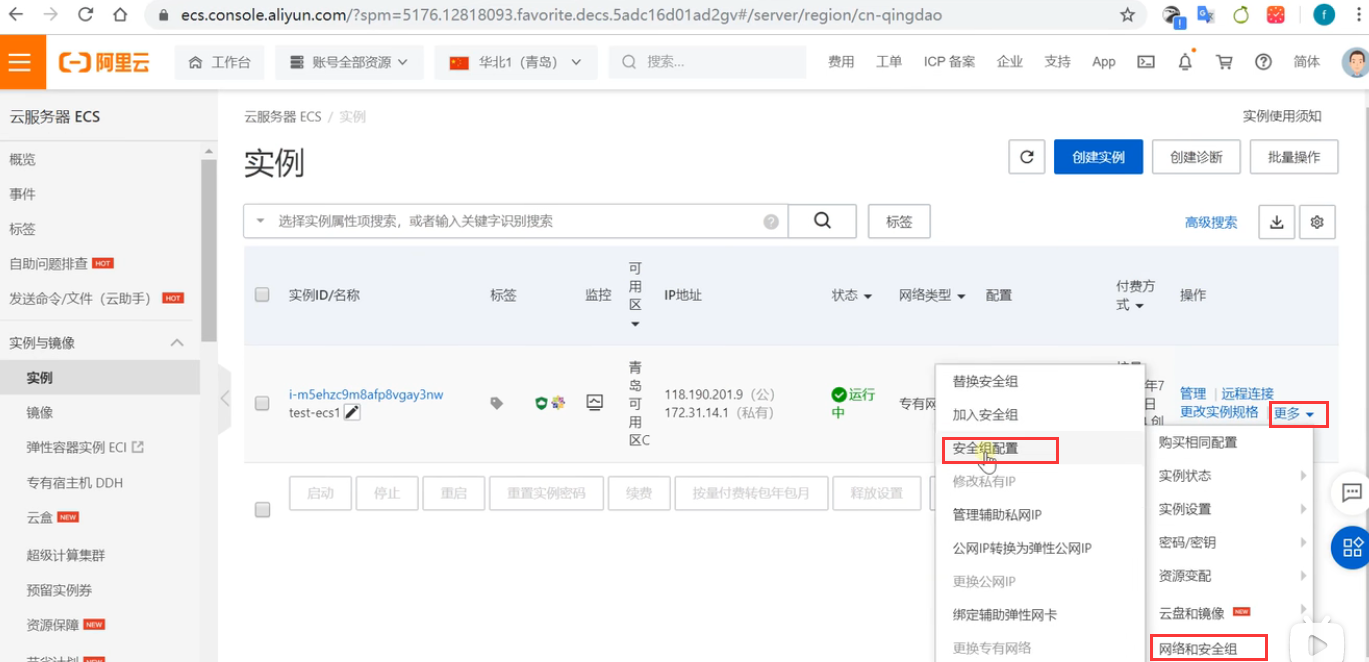 ecs.console.aliyun.com/?spm=5176.12818093.favorite.decs.5adc16d01ad2gv#/server/region/cn-qingdao
阿里云
工作台
账号全部资源
华北1（青岛）
搜索...
费用
工单
ICP 备案
企业
支持
App
简体
云服务器 ECS
概览
事件
标签
自助问题排查 HOT
发送命令/文件（云助手） HOT
实例与镜像
实例
镜像
弹性容器实例 ECI
专有宿主机 DDH
云盒 NEW
超级计算集群
预留实例券
资源保障 NEW
节省计划 NEW
云服务器 ECS / 实例
实例使用须知
实例
创建实例
创建诊断
批量操作
选择实例属性项搜索，或者输入关键字识别搜索
标签
高级搜索
实例ID/名称
标签
监控
可
用
区
IP地址
状态
网络类型
配置
付费方
式
操作
i-m5ehzc9m8afp8vgay3nw
test-ecs1
青
岛
可
用
区C
118.190.201.9（公）
172.31.14.1（私有）
运行
中
专有网
年7
日
创
管理 | 远程连接
更改实例规格
更多
启动
停止
重启
重置实例密码
续费
按量付费转包年包月
释放设置
替换安全组
加入安全组
安全组配置
修改私有IP
管理辅助私网IP
公网IP转换为弹性公网IP
更换公网IP
绑定辅助弹性网卡
更换专有网络
购买相同配置
实例状态
实例设置
密码/密钥
资源变配
云盘和镜像 NEW
网络和安全组